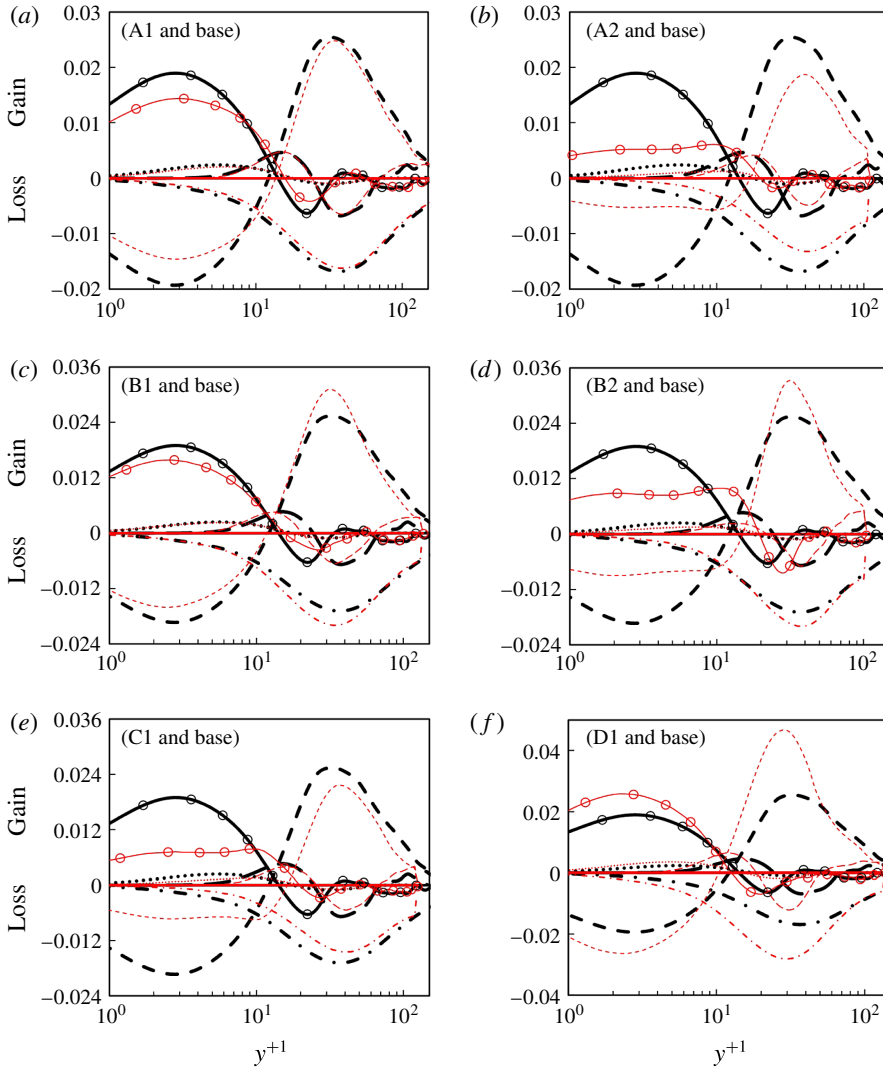 (a) (A1 and base)
0.03
0.02
0.01
0
−0.01
−0.02
Gain
Loss
10^0 10^1 10^2
(b) (A2 and base)
0.03
0.02
0.01
0
−0.01
−0.02
Gain
Loss
10^0 10^1 10^2
(c) (B1 and base)
0.036
0.024
0.012
0
−0.012
−0.024
Gain
Loss
10^0 10^1 10^2
(d) (B2 and base)
0.036
0.024
0.012
0
−0.012
−0.024
Gain
Loss
10^0 10^1 10^2
(e) (C1 and base)
0.036
0.024
0.012
0
−0.012
−0.024
Gain
Loss
10^0 10^1 10^2
y^{+1}
(f) (D1 and base)
0.04
0.02
0
−0.02
−0.04
Gain
Loss
10^0 10^1 10^2
y^{+1}